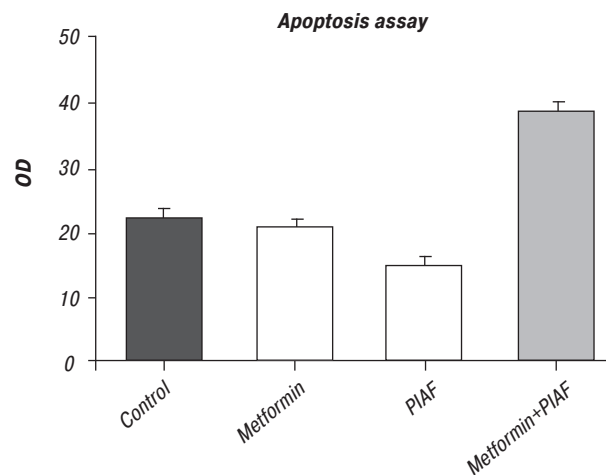 Apoptosis assay
50
40
30
20
10
0
OD
Control
Metformin
PIAF
Metformin+PIAF